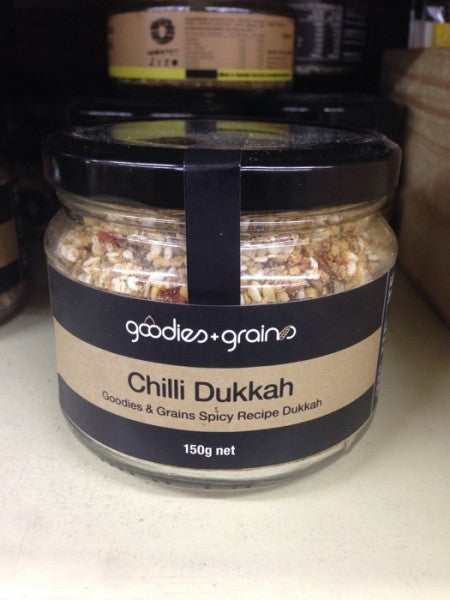 goodies+grains
Chilli Dukkah
Goodies & Grains Spicy Recipe Dukkah
150g net